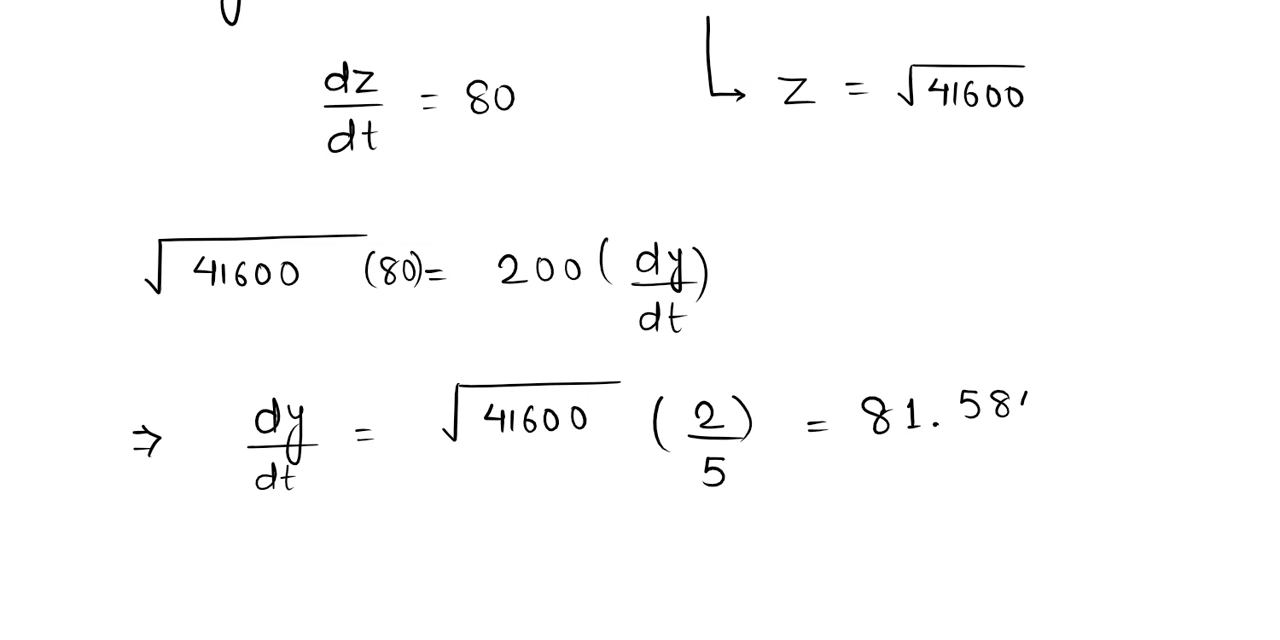 dz/dt = 80 ↳ z = √41600
√41600 (80) = 200 (dy/dt)
⇒ dy/dt = √41600 (2/5) = 81.58'